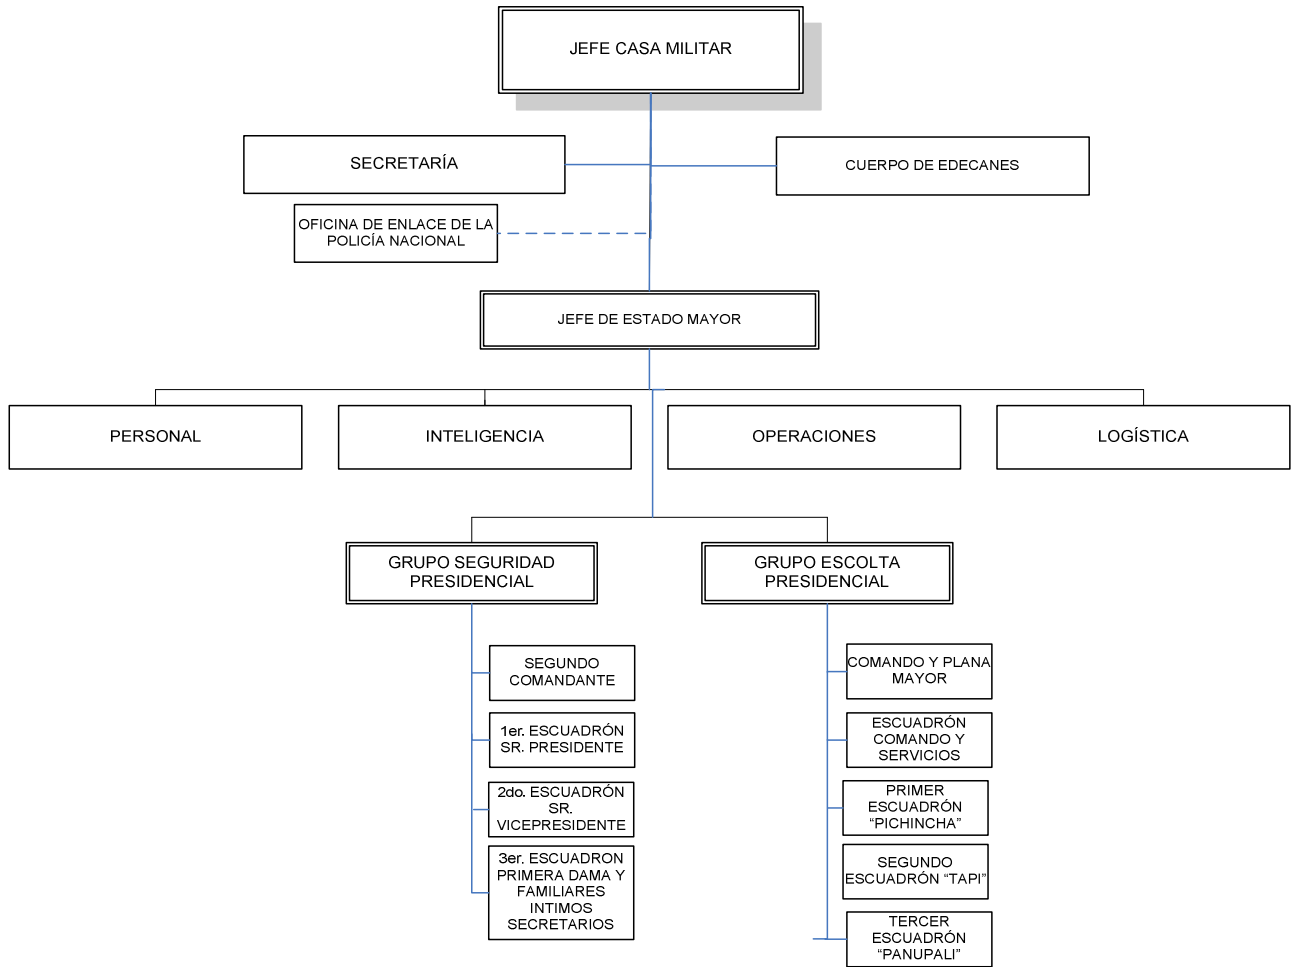 JEFE CASA MILITAR
SECRETARÍA
CUERPO DE EDECANES
OFICINA DE ENLACE DE LA
POLICÍA NACIONAL
JEFE DE ESTADO MAYOR
PERSONAL
INTELIGENCIA
OPERACIONES
LOGÍSTICA
GRUPO SEGURIDAD
PRESIDENCIAL
SEGUNDO
COMANDANTE
1er. ESCUADRÓN
SR. PRESIDENTE
2do. ESCUADRÓN
SR.
VICEPRESIDENTE
3er. ESCUADRON
PRIMERA DAMA Y
FAMILIARES
INTIMOS
SECRETARIOS
GRUPO ESCOLTA
PRESIDENCIAL
COMANDO Y PLANA
MAYOR
ESCUADRÓN
COMANDO Y
SERVICIOS
PRIMER
ESCUADRÓN
“PICHINCHA”
SEGUNDO
ESCUADRÓN “TAPI”
TERCER
ESCUADRÓN
“PANUPALI”